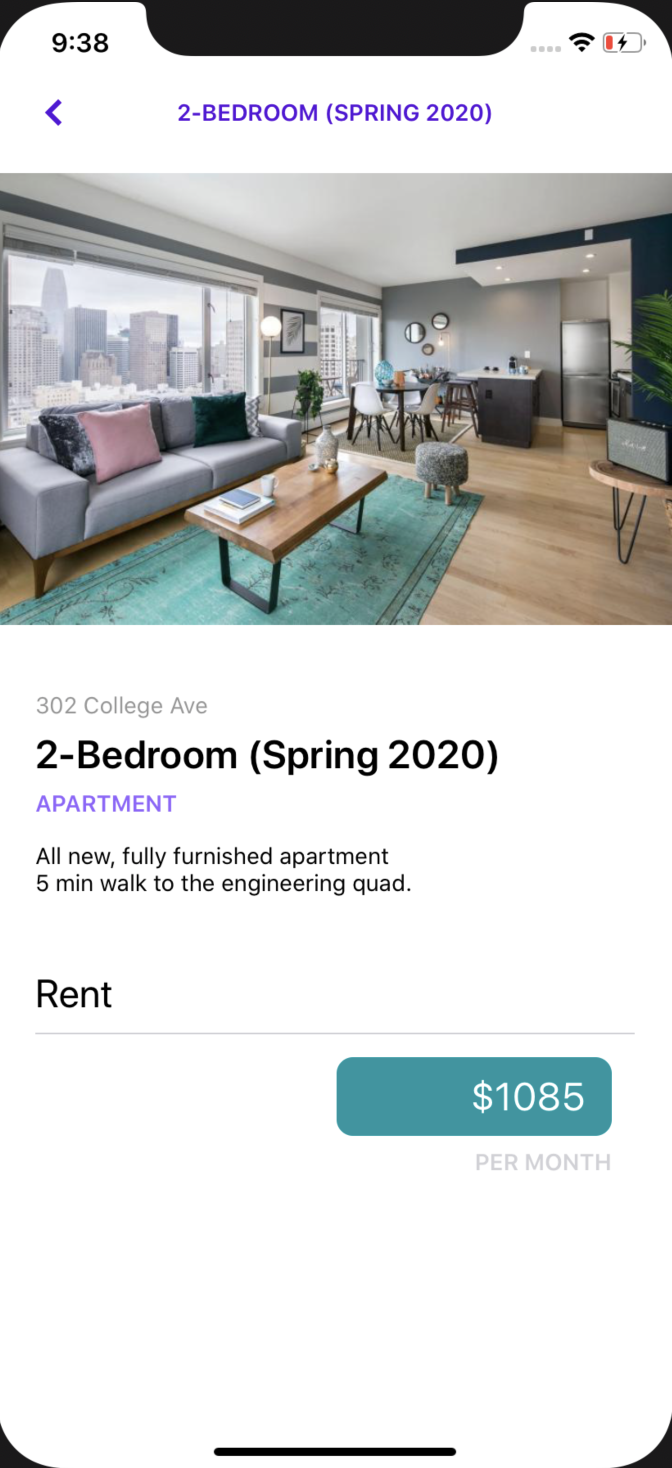 9:38
2-BEDROOM (SPRING 2020)
302 College Ave
2-Bedroom (Spring 2020)
APARTMENT
All new, fully furnished apartment
5 min walk to the engineering quad.
Rent
$1085
PER MONTH